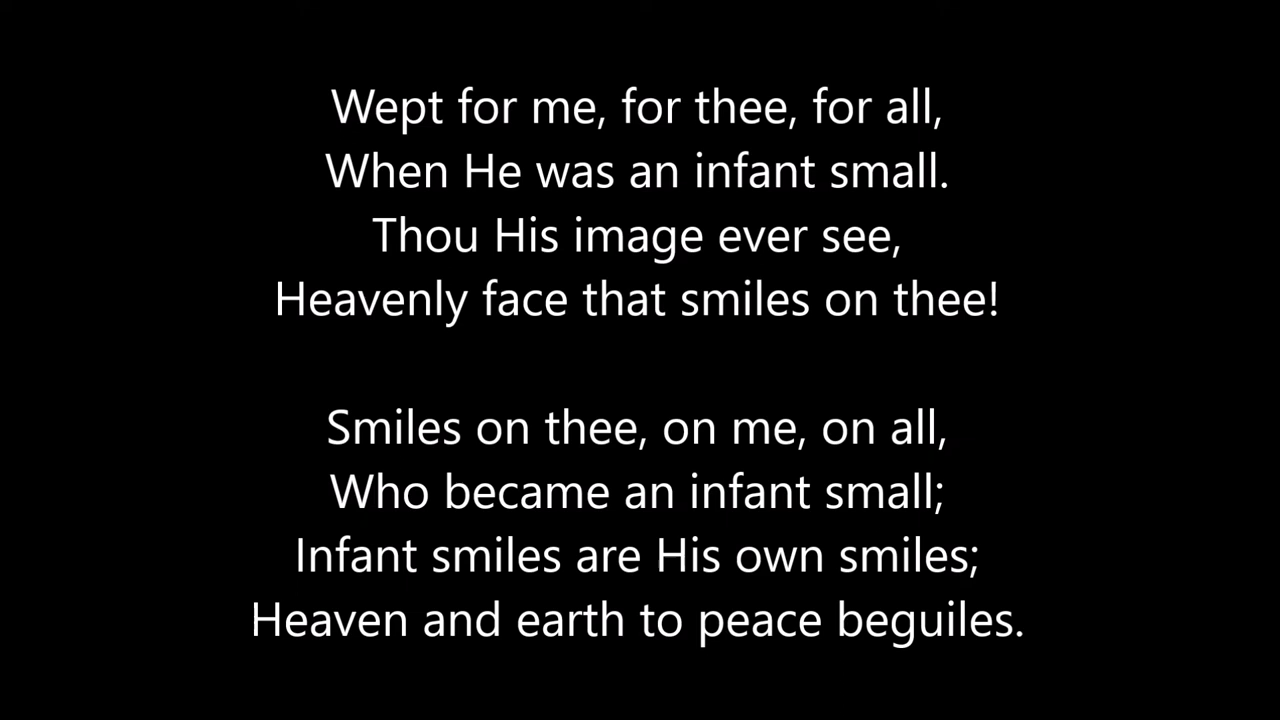 Wept for me, for thee, for all,
When He was an infant small.
Thou His image ever see,
Heavenly face that smiles on thee!
Smiles on thee, on me, on all,
Who became an infant small;
Infant smiles are His own smiles;
Heaven and earth to peace beguiles.